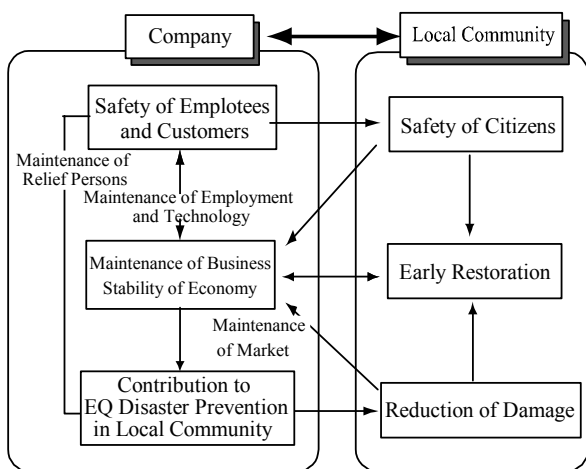 Company
Local Community
Safety of Emplotees
and Customers
Safety of Citizens
Maintenance of
Relief Persons
Maintenance of Employment
and Technology
Maintenance of Business
Stability of Economy
Early Restoration
Maintenance
of Market
Contribution to
EQ Disaster Prevention
in Local Community
Reduction of Damage